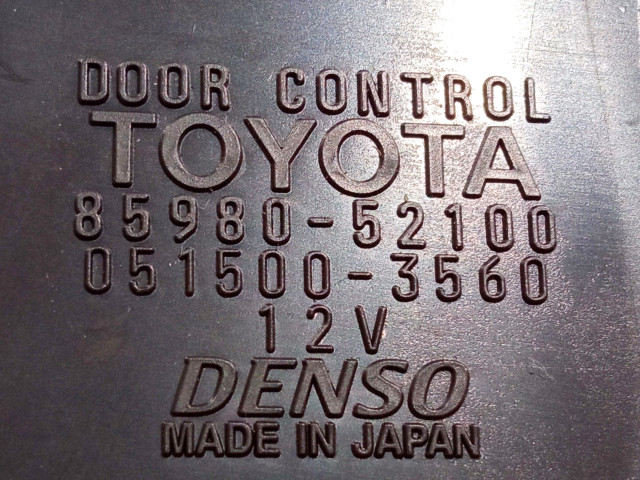 DOOR CONTROL
TOYOTA
85980-52100
051500-3560
12V
DENSO
MADE IN JAPAN